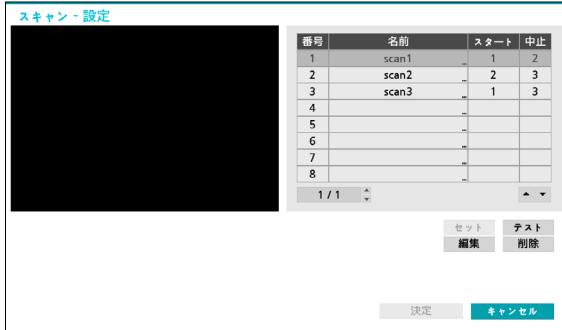 スキャン - 設定
番号 名前 スタート 中止
1 scan1 ... 1 2
2 scan2 ... 2 3
3 scan3 ... 1 3
4 ...
5 ...
6 ...
7 ...
8 ...
1 / 1
セット テスト
編集 削除
決定 キャンセル